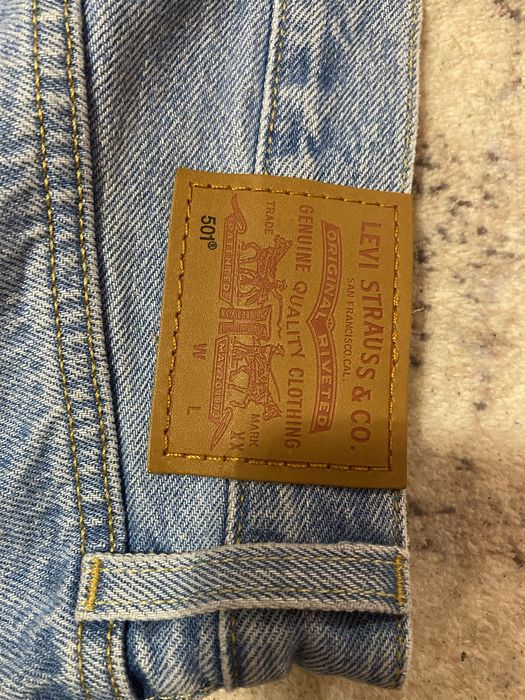 LEVI STRAUSS & CO.
SAN FRANCISCO, CAL.
ORIGINAL RIVETED
GENUINE QUALITY CLOTHING
TRADE MARK
XX
501® W L